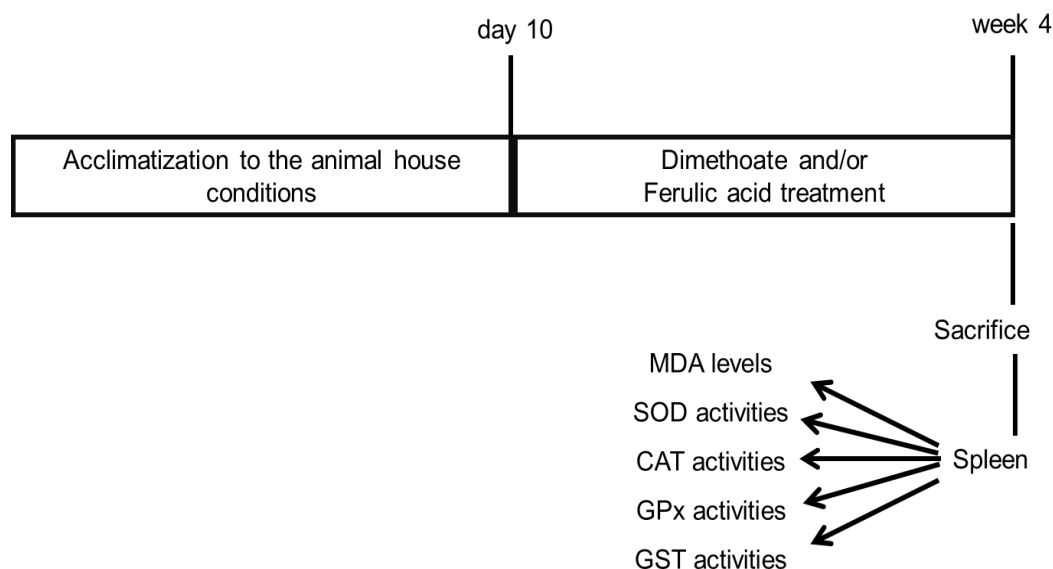 day 10
week 4
Acclimatization to the animal house
conditions
Dimethoate and/or
Ferulic acid treatment
Sacrifice
MDA levels
SOD activities
CAT activities
Spleen
GPx activities
GST activities